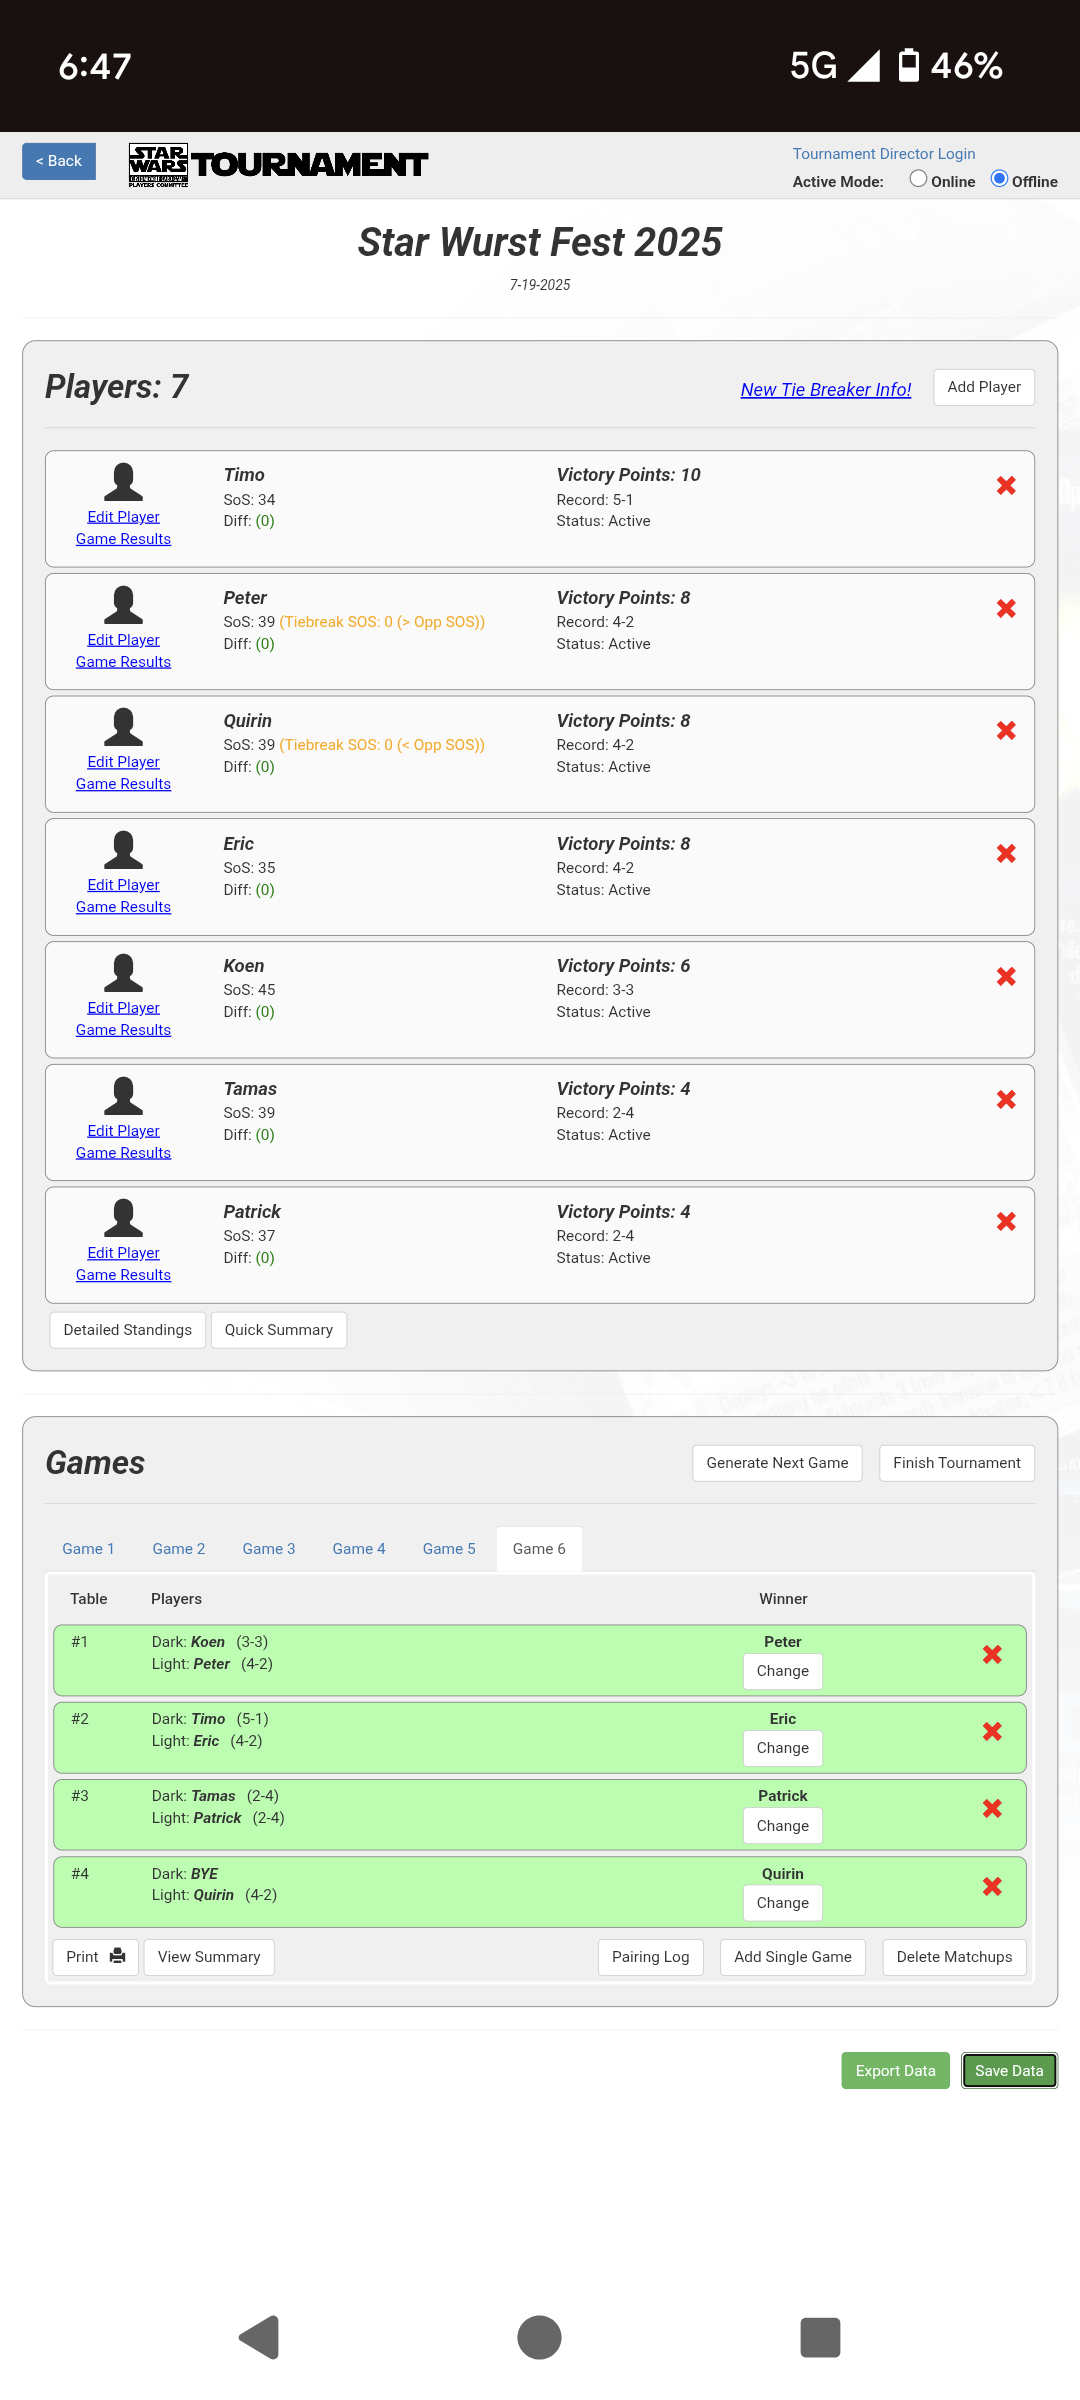 6:47 5G 46%
< Back STAR WARS TOURNAMENT Tournament Director Login
PLAYERS COMMITTEE Active Mode: Online Offline
Star Wurst Fest 2025
7-19-2025
Players: 7 New Tie Breaker Info! Add Player
Timo Victory Points: 10
SoS: 34 Record: 5-1
Edit Player Diff: (0) Status: Active
Game Results
Peter Victory Points: 8
SoS: 39 (Tiebreak SOS: 0 (> Opp SOS)) Record: 4-2
Edit Player Diff: (0) Status: Active
Game Results
Quirin Victory Points: 8
SoS: 39 (Tiebreak SOS: 0 (< Opp SOS)) Record: 4-2
Edit Player Diff: (0) Status: Active
Game Results
Eric Victory Points: 8
SoS: 35 Record: 4-2
Edit Player Diff: (0) Status: Active
Game Results
Koen Victory Points: 6
SoS: 45 Record: 3-3
Edit Player Diff: (0) Status: Active
Game Results
Tamas Victory Points: 4
SoS: 39 Record: 2-4
Edit Player Diff: (0) Status: Active
Game Results
Patrick Victory Points: 4
SoS: 37 Record: 2-4
Edit Player Diff: (0) Status: Active
Game Results
Detailed Standings Quick Summary
Games Generate Next Game Finish Tournament
Game 1 Game 2 Game 3 Game 4 Game 5 Game 6
Table Players Winner
#1 Dark: Koen (3-3) Peter
Light: Peter (4-2) Change
#2 Dark: Timo (5-1) Eric
Light: Eric (4-2) Change
#3 Dark: Tamas (2-4) Patrick
Light: Patrick (2-4) Change
#4 Dark: BYE Quirin
Light: Quirin (4-2) Change
Print View Summary Pairing Log Add Single Game Delete Matchups
Export Data Save Data